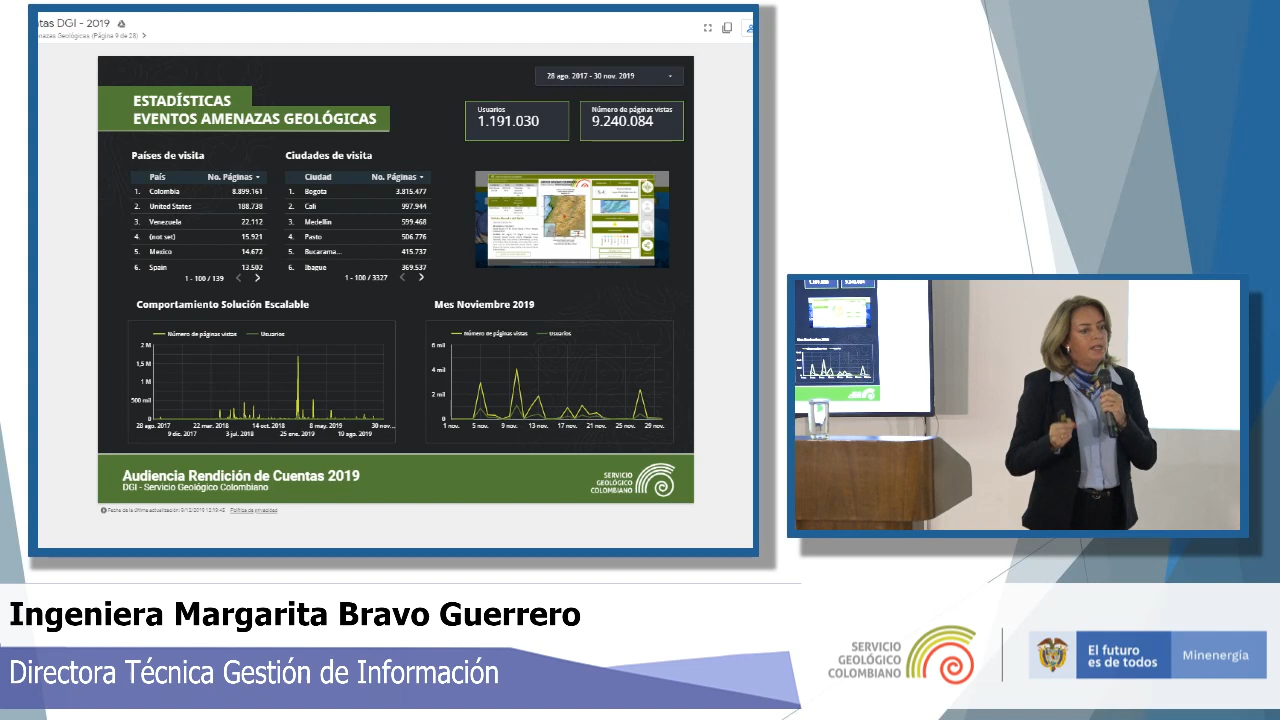 tas DGI - 2019
nazas Geológicas (Página 9 de 28)
28 ago. 2017 - 30 nov. 2019
ESTADÍSTICAS
EVENTOS AMENAZAS GEOLÓGICAS
Usuarios
1.191.030
Número de páginas vistas
9.240.084
Países de visita
País No. Páginas
1. Colombia 8.899.161
2. United States 188.738
3. Venezuela 22.112
4. (not set) 15.921
5. Mexico 14.672
6. Spain 13.502
1 - 100 / 139
Ciudades de visita
Ciudad No. Páginas
1. Bogota 3.815.477
2. Cali 997.944
3. Medellin 559.468
4. Pasto 506.776
5. Bucarama... 415.737
6. Ibague 369.537
1 - 100 / 3327
Comportamiento Solución Escalable
Número de páginas vistas Usuarios
2 M
1,5 M
1 M
500 mil
0
28 ago. 2017 22 mar. 2018 14 oct. 2018 8 may. 2019 30 nov...
9 dic. 2017 3 jul. 2018 25 ene. 2019 19 ago. 2019
Mes Noviembre 2019
Número de páginas vistas Usuarios
6 mil
4 mil
2 mil
0
1 nov. 5 nov. 9 nov. 13 nov. 17 nov. 21 nov. 25 nov. 29 nov.
Audiencia Rendición de Cuentas 2019
DGI - Servicio Geológico Colombiano
SERVICIO
GEOLÓGICO
COLOMBIANO
Política de privacidad
Ingeniera Margarita Bravo Guerrero
Directora Técnica Gestión de Información
SERVICIO
GEOLÓGICO
COLOMBIANO
El futuro
es de todos
Minenergía